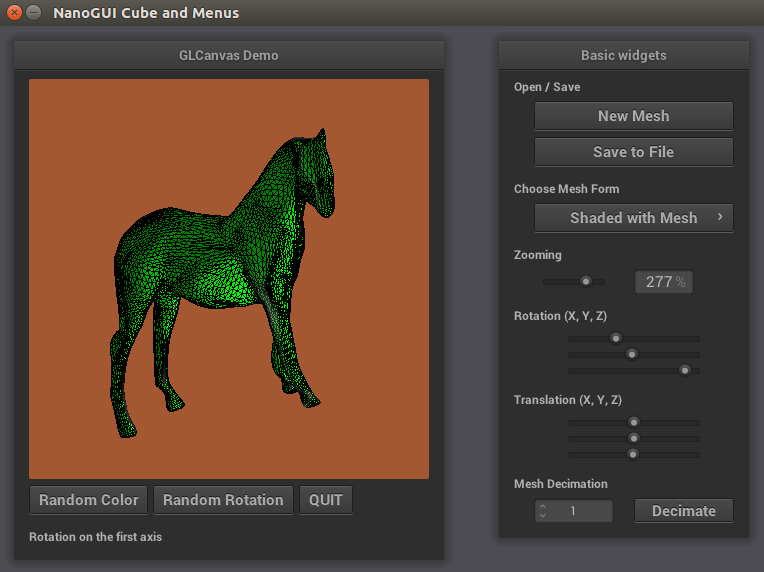 NanoGUI Cube and Menus
GLCanvas Demo
Random Color
Random Rotation
QUIT
Rotation on the first axis
Basic widgets
Open / Save
New Mesh
Save to File
Choose Mesh Form
Shaded with Mesh
Zooming
277 %
Rotation (X, Y, Z)
Translation (X, Y, Z)
Mesh Decimation
1
Decimate